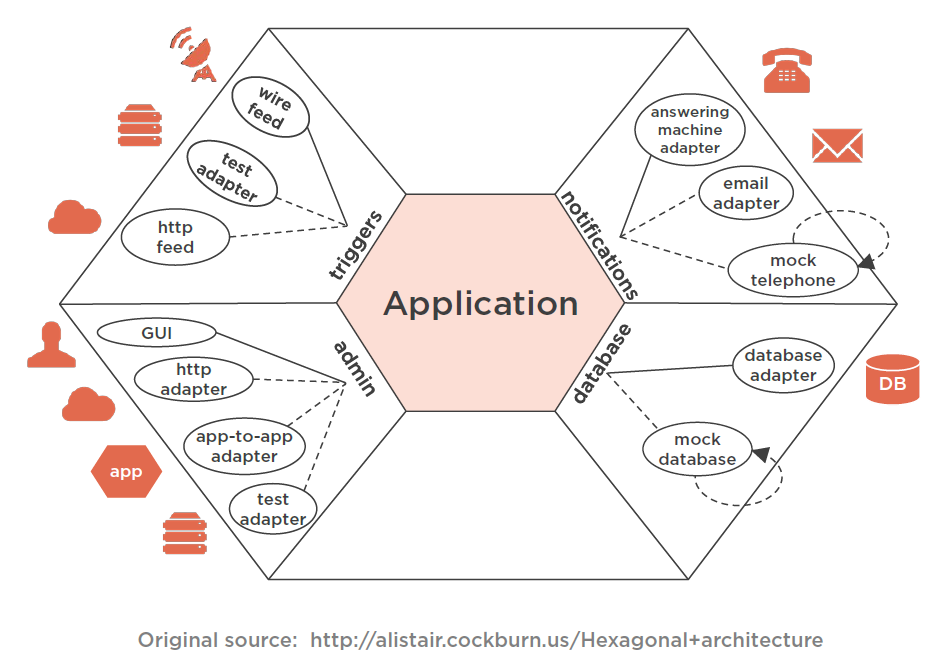 wire
feed
test
adapter
http
feed
triggers
answering
machine
adapter
email
adapter
mock
telephone
notifications
Application
GUI
http
adapter
app-to-app
adapter
test
adapter
admin
app
database
database
adapter
mock
database
DB
Original source:  http://alistair.cockburn.us/Hexagonal+architecture